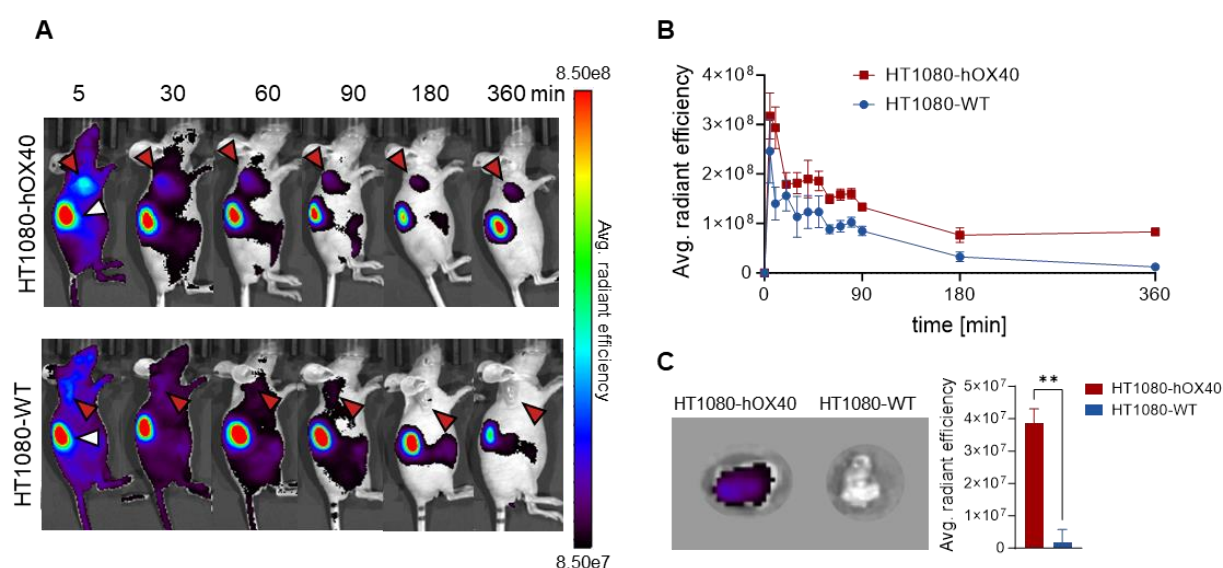 A
8.50e8
5 30 60 90 180 360 min
HT1080-hOX40
HT1080-WT
Avg. radiant efficiency
8.50e7
B
HT1080-hOX40
HT1080-WT
Avg. radiant efficiency
4×10⁸
3×10⁸
2×10⁸
1×10⁸
0
0 90 180 360
time [min]
C
HT1080-hOX40 HT1080-WT
Avg. radiant efficiency
5×10⁷
4×10⁷
3×10⁷
2×10⁷
1×10⁷
0
**
HT1080-hOX40
HT1080-WT